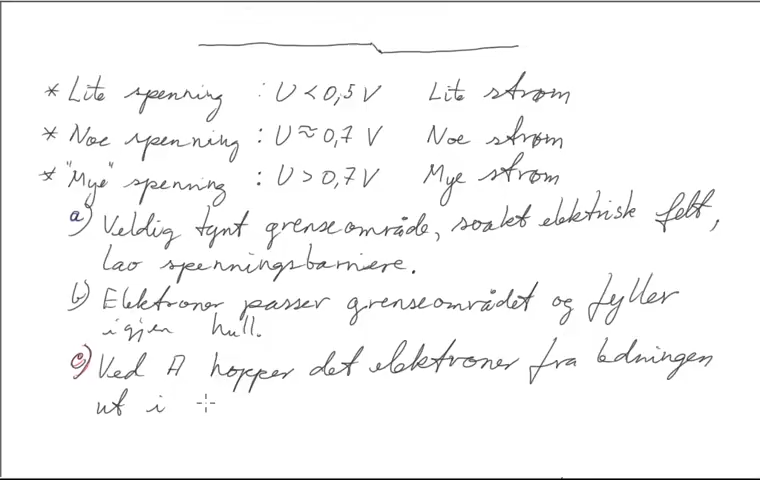 * Lite spenning : U < 0,5 V Lite strøm
* Noe spenning : U ≈ 0,7 V Noe strøm
* "Mye" spenning : U > 0,7 V Mye strøm
a) Veldig tynt grenseområde, svakt elektrisk felt,
lav spenningsbarriere.
b) Elektroner passer grenseområdet og fyller
igjen hull.
c) Ved A hopper det elektroner fra ledningen
ut i